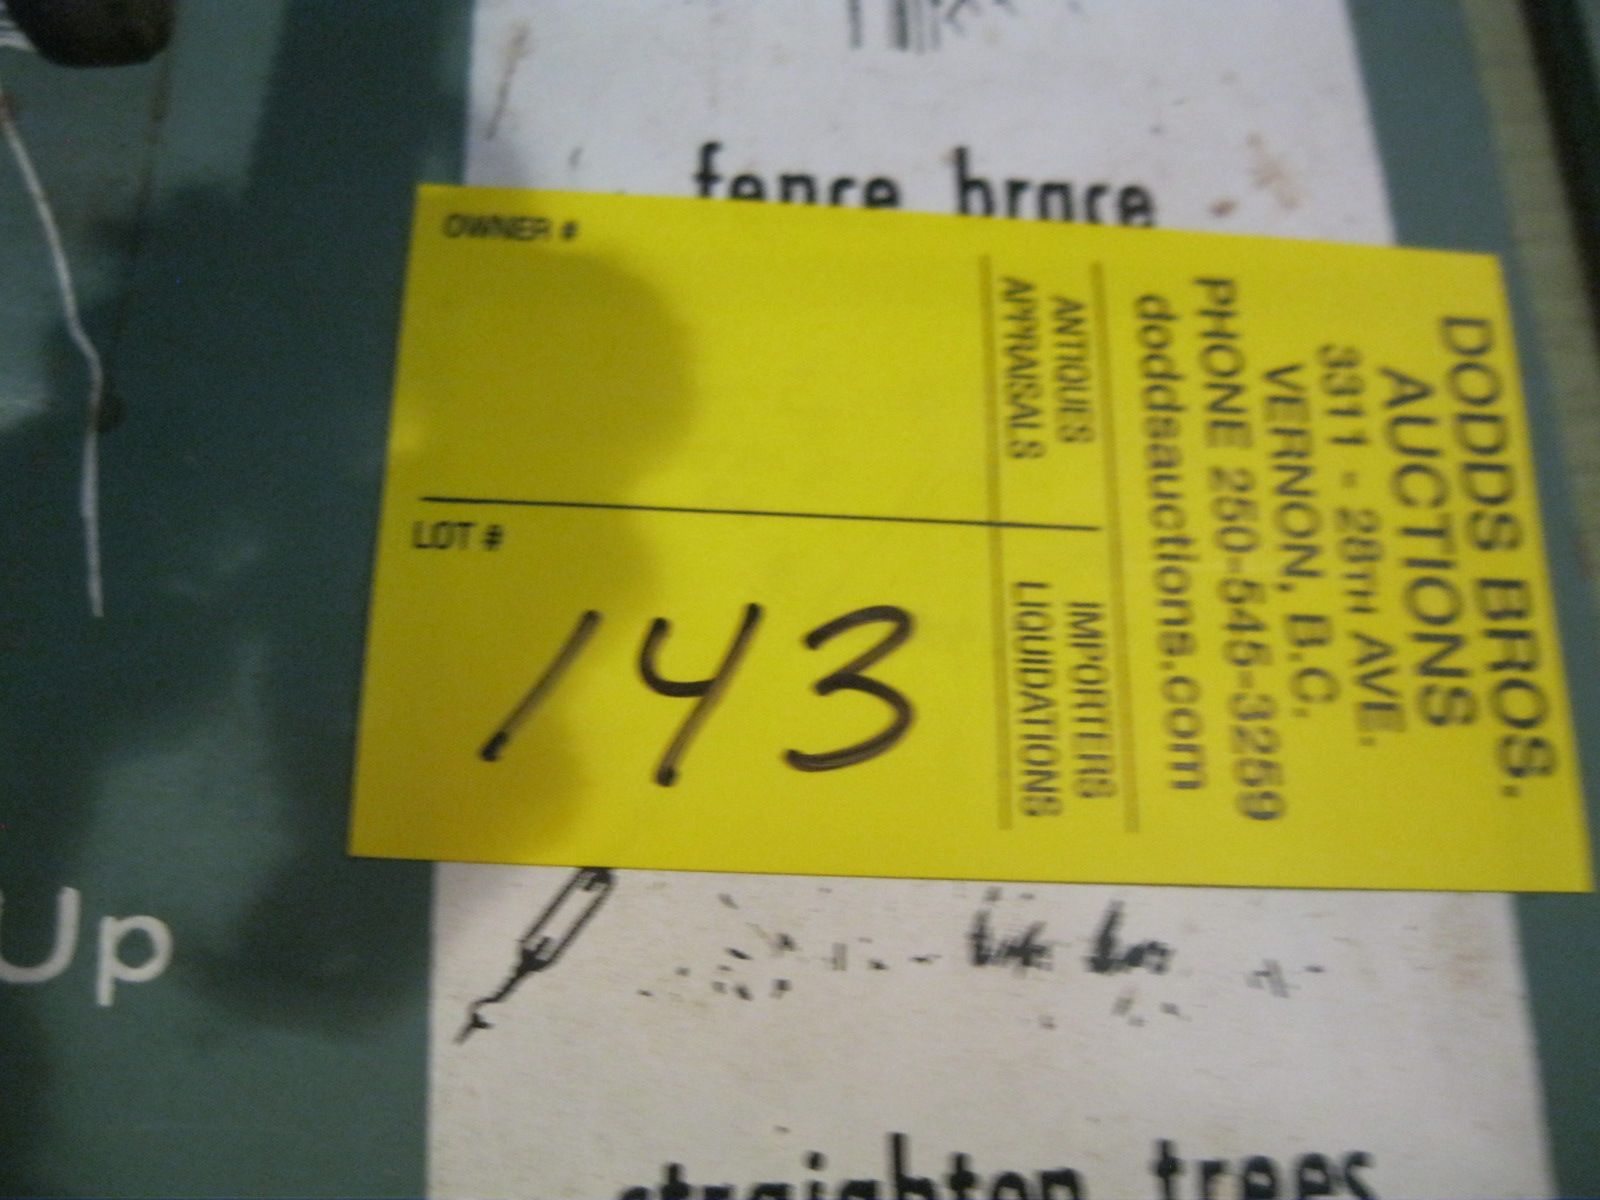 fence brace
OWNER #
LOT #
143
DODDS BROS.
AUCTIONS
3311 - 28TH AVE.
VERNON, B.C.
PHONE 250-545-3259
doddsauctions.com
ANTIQUES IMPORTERS
APPRAISALS LIQUIDATIONS
Up
straighten trees